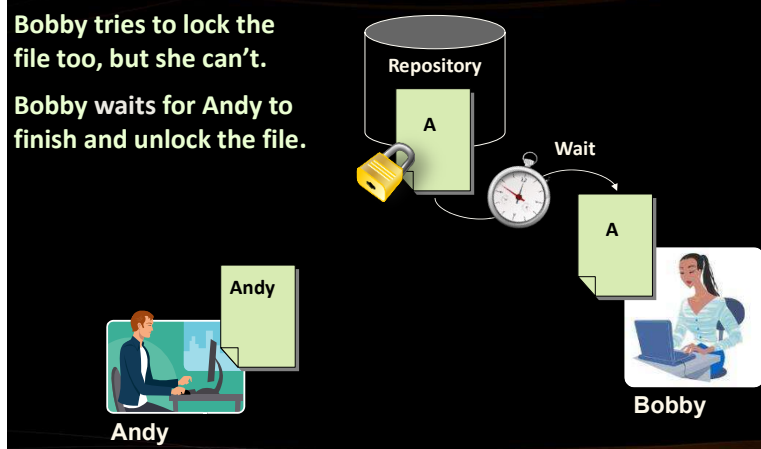 Bobby tries to lock the
file too, but she can’t.
Bobby waits for Andy to
finish and unlock the file.
Repository
A
Wait
A
Andy
Andy
Bobby